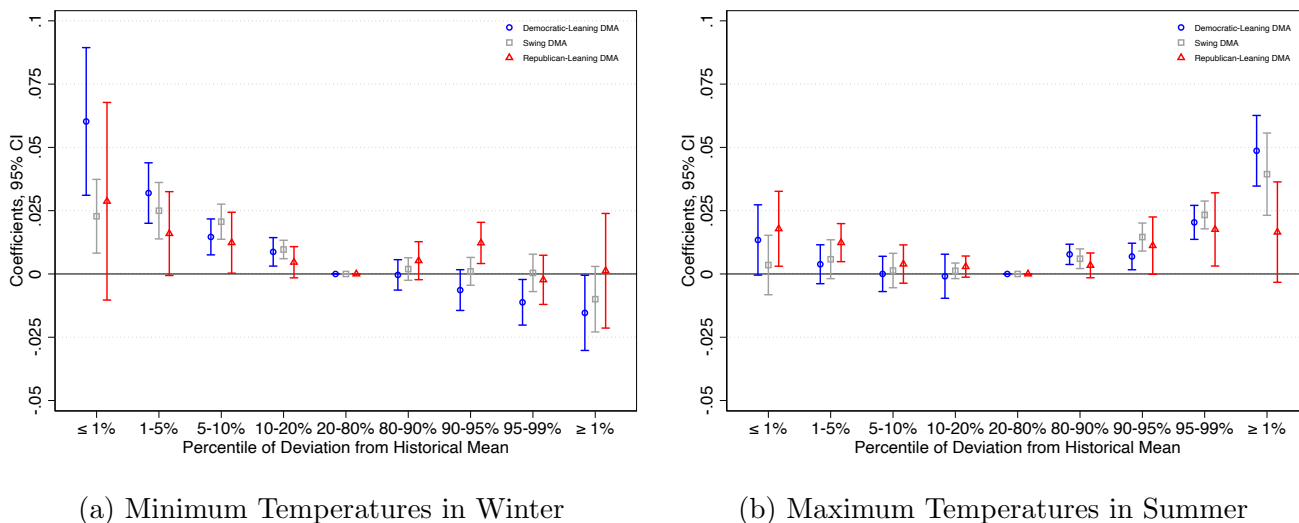 .1
.075
.05
.025
0
-.025
-.05
Coefficients, 95% CI
Democratic-Leaning DMA
Swing DMA
Republican-Leaning DMA
≤ 1% 1-5% 5-10% 10-20% 20-80% 80-90% 90-95% 95-99% ≥ 1%
Percentile of Deviation from Historical Mean
(a) Minimum Temperatures in Winter
.1
.075
.05
.025
0
-.025
-.05
Coefficients, 95% CI
Democratic-Leaning DMA
Swing DMA
Republican-Leaning DMA
≤ 1% 1-5% 5-10% 10-20% 20-80% 80-90% 90-95% 95-99% ≥ 1%
Percentile of Deviation from Historical Mean
(b) Maximum Temperatures in Summer